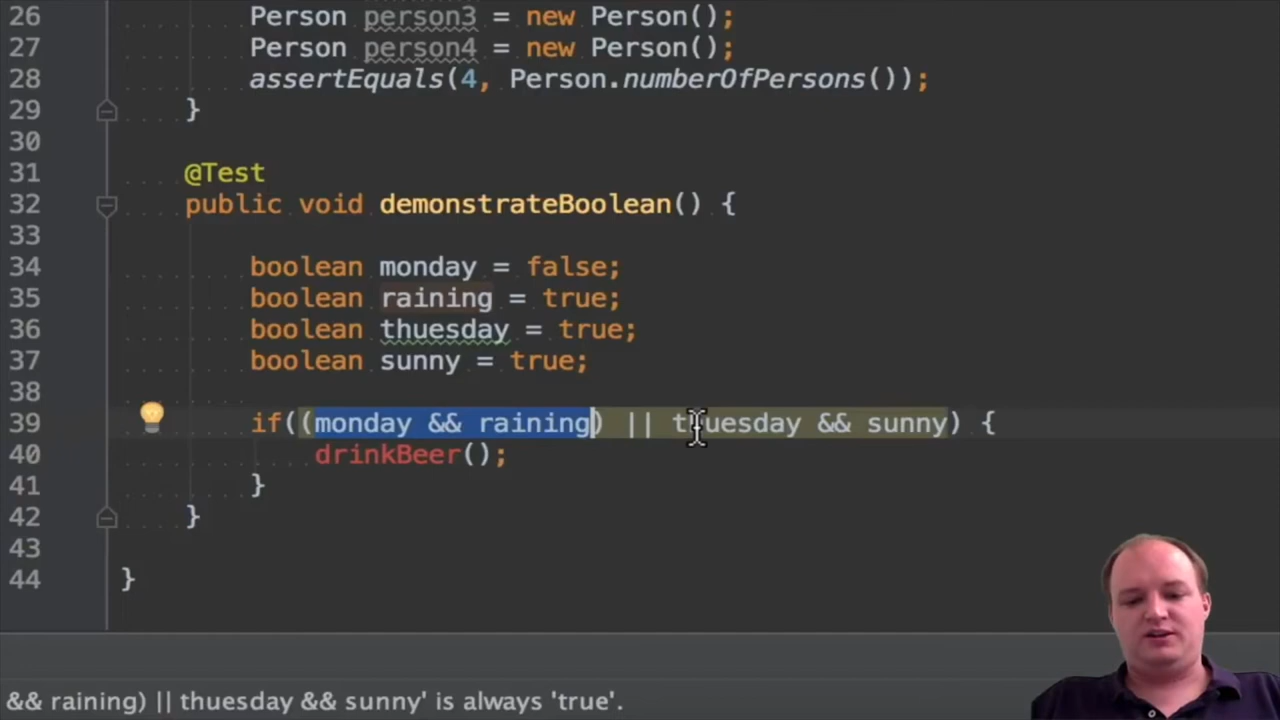 26 Person person3 = new Person();
27 Person person4 = new Person();
28 assertEquals(4, Person.numberOfPersons());
29 }
30
31 @Test
32 public void demonstrateBoolean() {
33
34 boolean monday = false;
35 boolean raining = true;
36 boolean thuesday = true;
37 boolean sunny = true;
38
39 if((monday && raining) || thuesday && sunny) {
40 drinkBeer();
41 }
42 }
43
44 }
&& raining) || thuesday && sunny' is always 'true'.